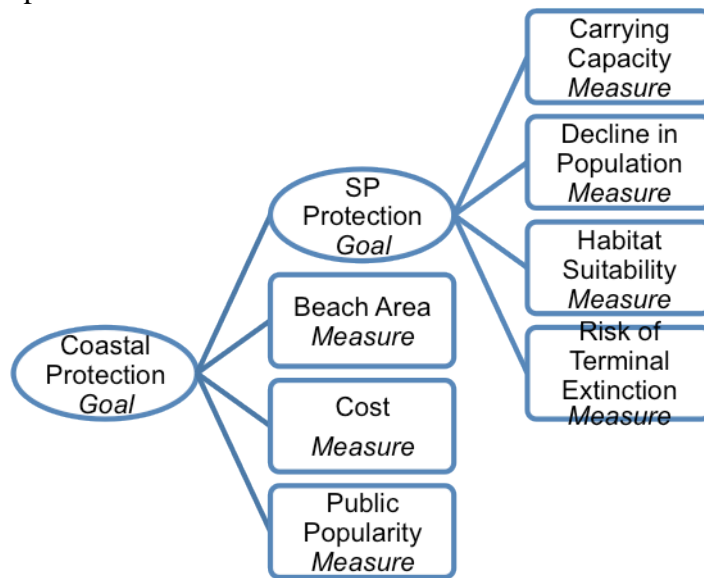 Coastal
Protection
Goal
SP
Protection
Goal
Beach Area
Measure
Cost
Measure
Public
Popularity
Measure
Carrying
Capacity
Measure
Decline in
Population
Measure
Habitat
Suitability
Measure
Risk of
Terminal
Extinction
Measure